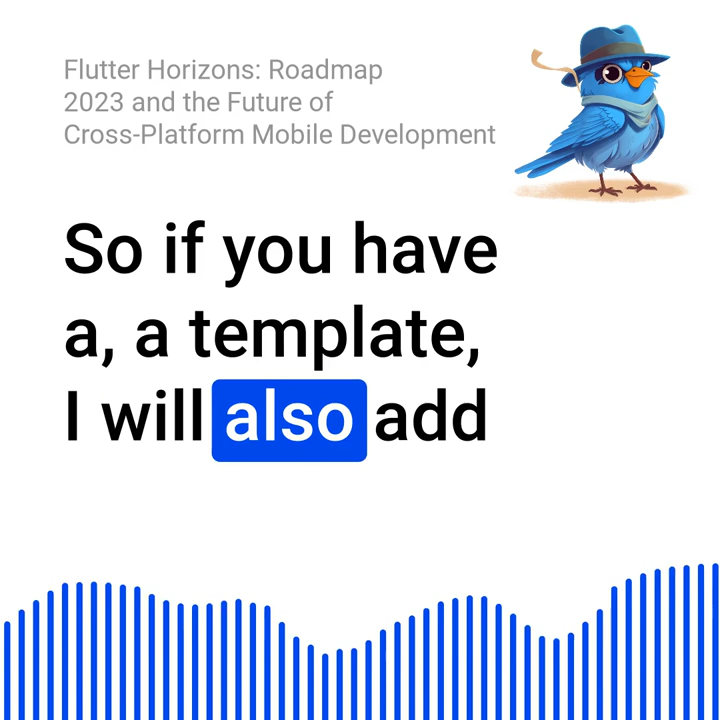 Flutter Horizons: Roadmap
2023 and the Future of
Cross-Platform Mobile Development
So if you have
a, a template,
I will also add